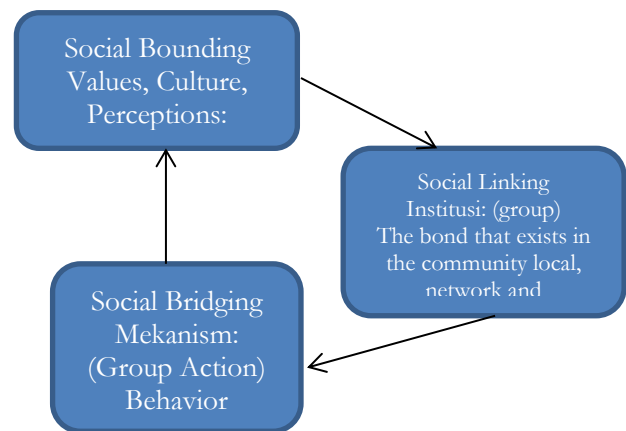 Social Bounding
Values, Culture,
Perceptions:
Social Linking
Institusi: (group)
The bond that exists in
the community local,
network and
Social Bridging
Mekanism:
(Group Action)
Behavior